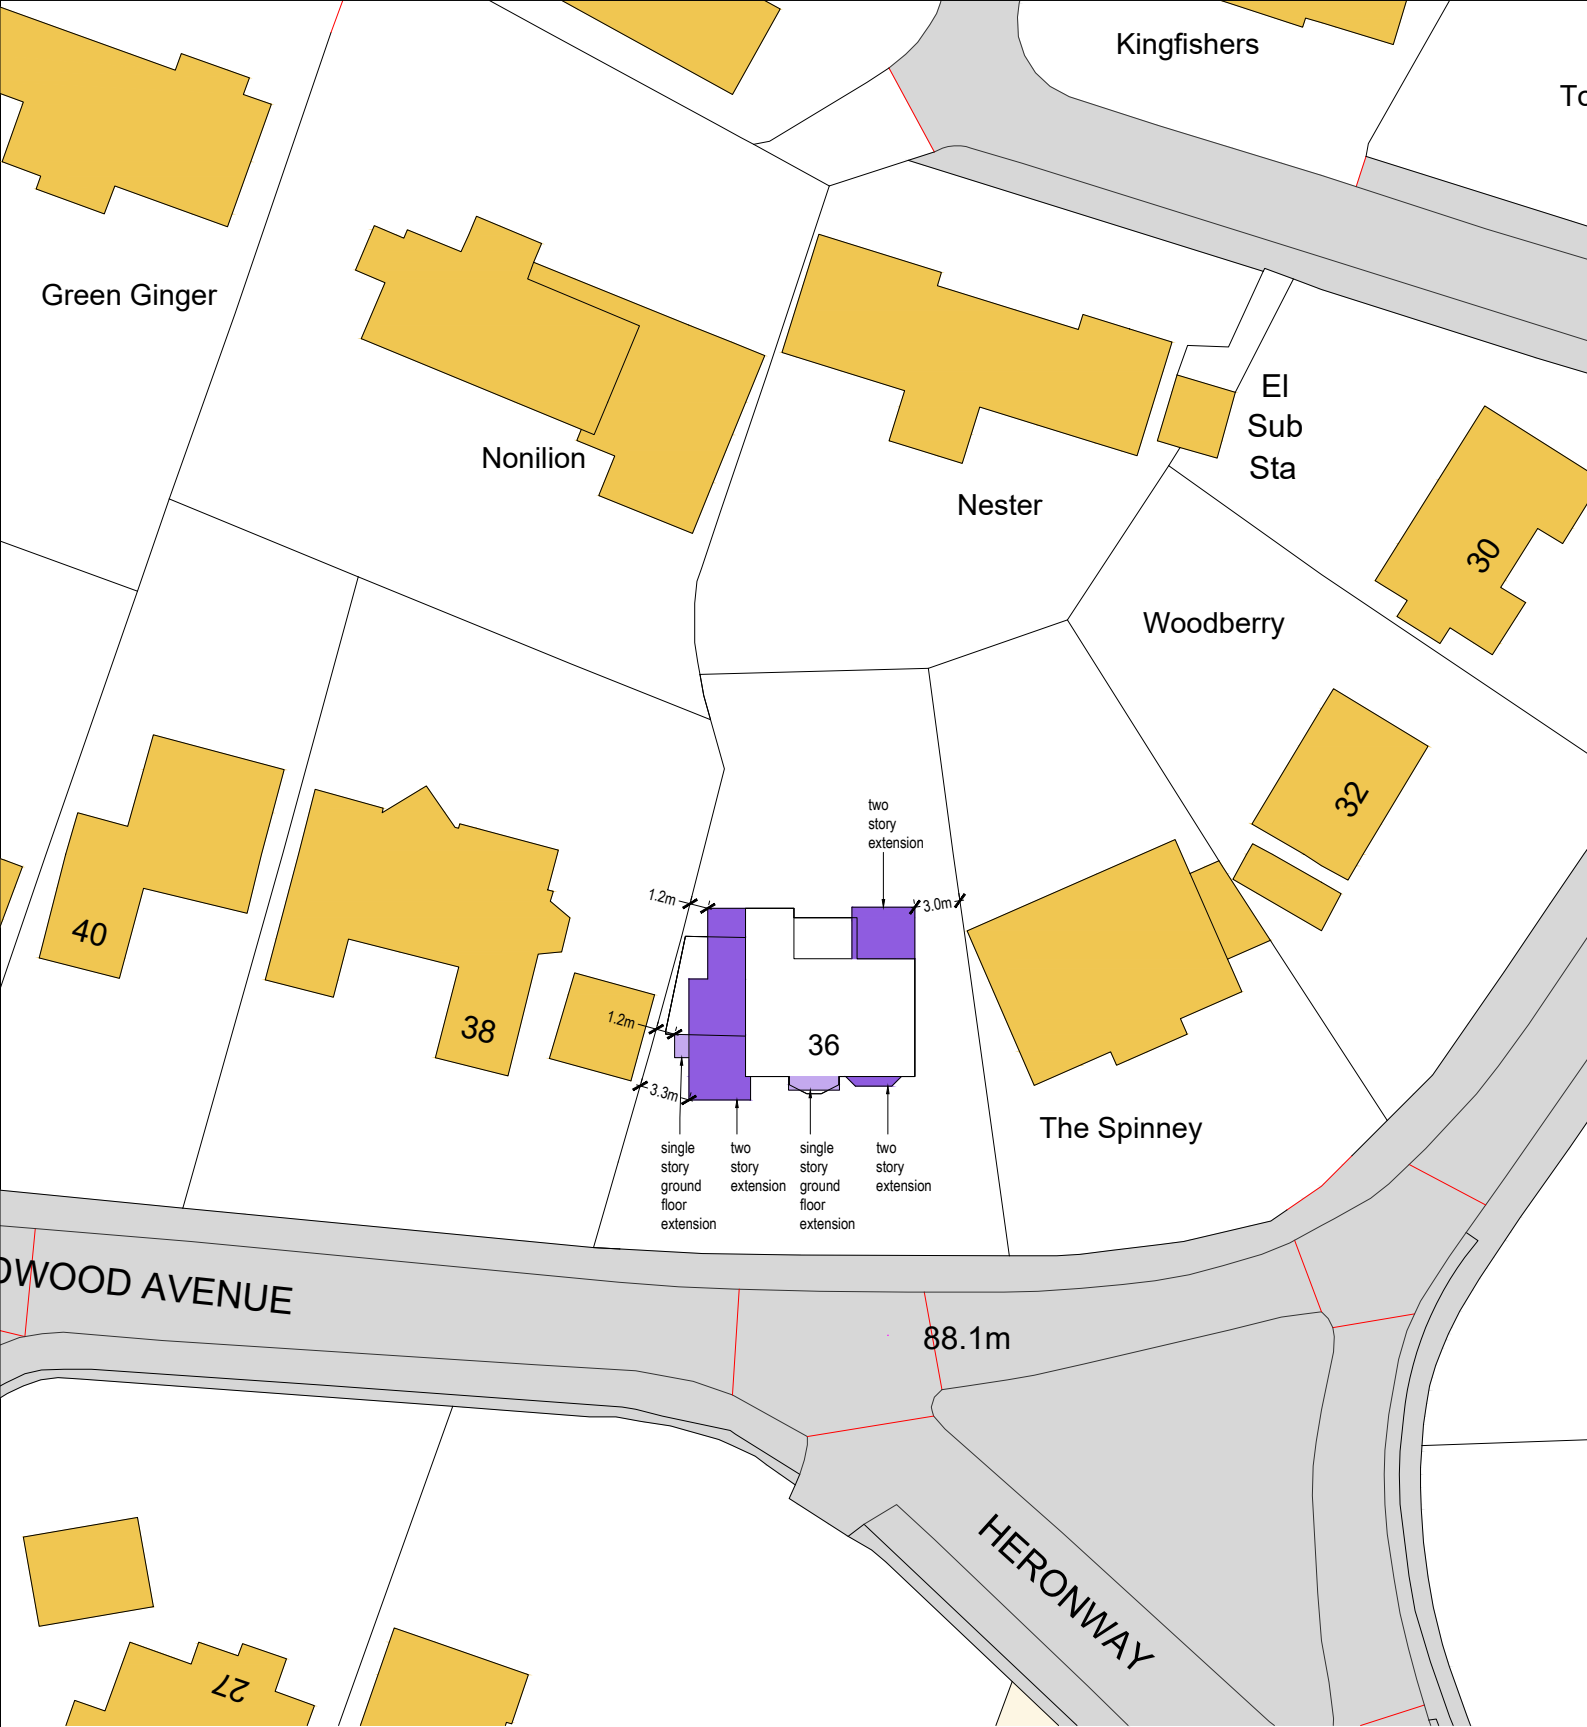 Kingfishers
Green Ginger
El
Sub
Sta
Nonilion
Nester
30
Woodberry
32
two
story
extension
1.2m
3.0m
40
38
1.2m
36
3.3m
The Spinney
single
story
ground
floor
extension
two
story
extension
single
story
ground
floor
extension
two
story
extension
DWOOD AVENUE
88.1m
HERONWAY
27